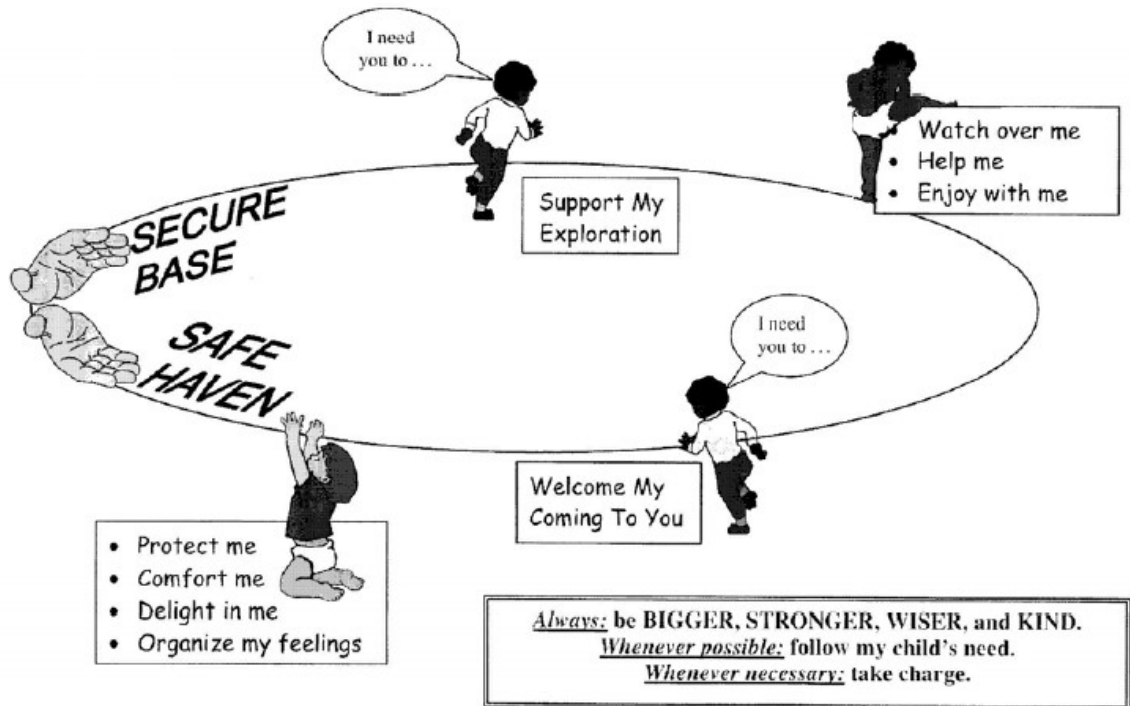 I need
you to ...
• Watch over me
• Help me
• Enjoy with me
Support My
Exploration
SECURE
BASE
SAFE
HAVEN
I need
you to ...
Welcome My
Coming To You
• Protect me
• Comfort me
• Delight in me
• Organize my feelings
Always: be BIGGER, STRONGER, WISER, and KIND.
Whenever possible: follow my child's need.
Whenever necessary: take charge.